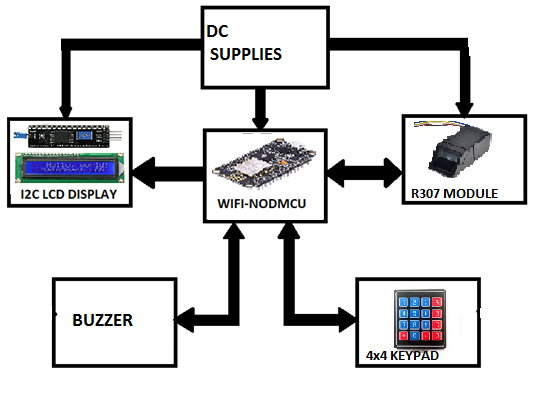 DC
SUPPLIES
I2C LCD DISPLAY
WIFI-NODMCU
R307 MODULE
BUZZER
4x4 KEYPAD